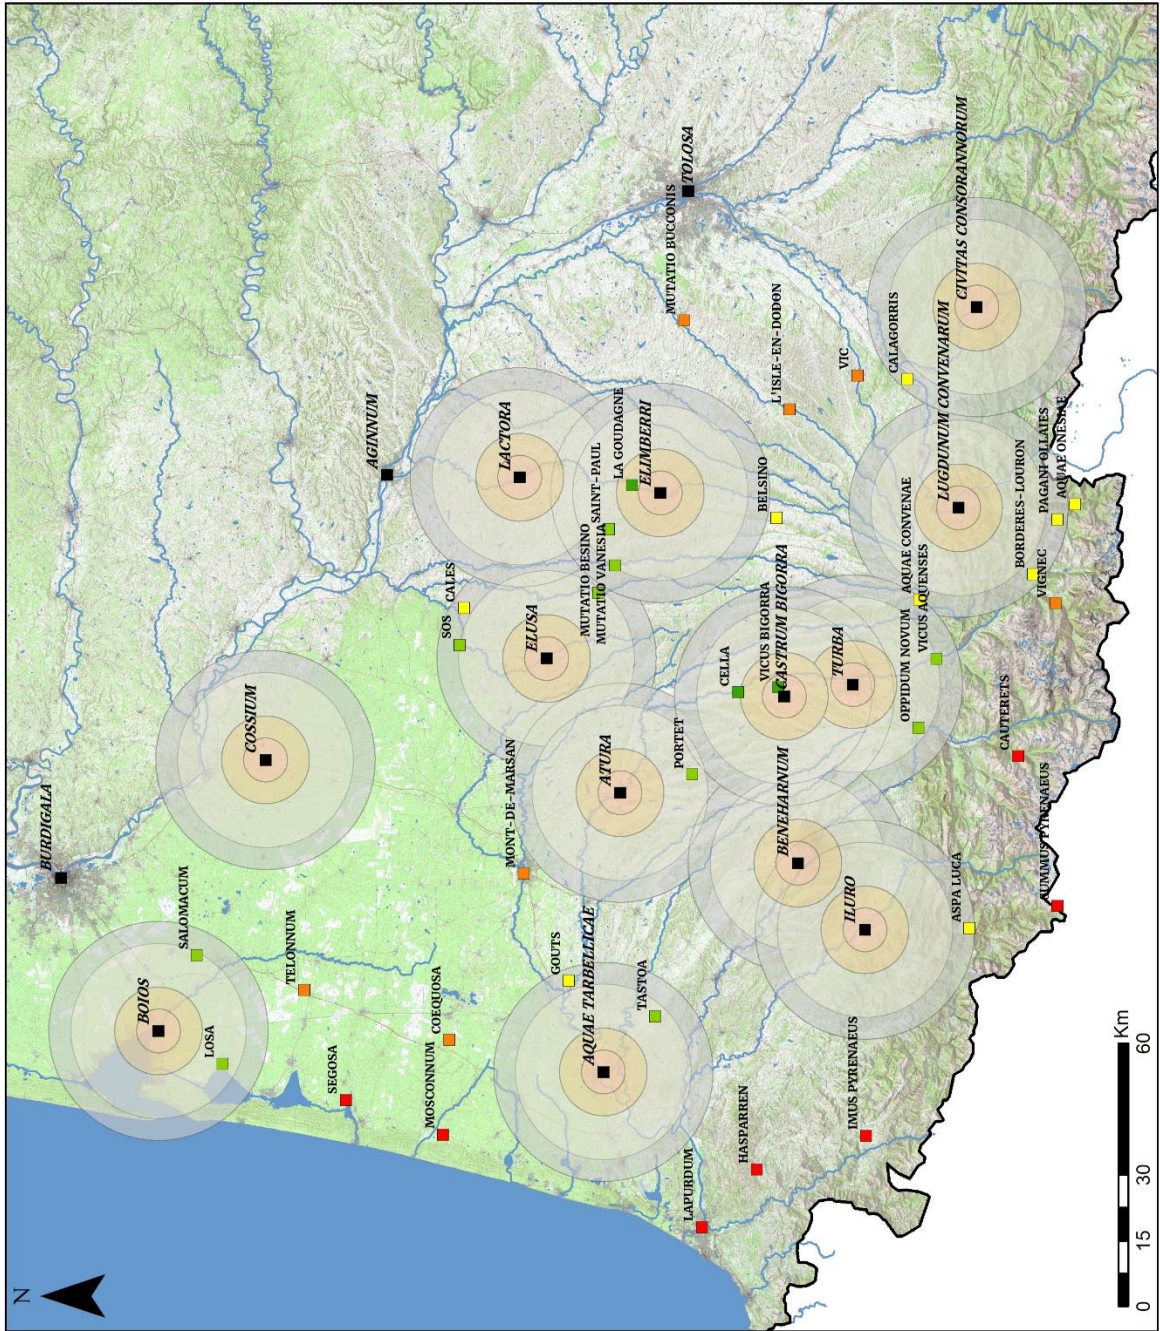 N
BURDIGALA
BOIOS
SALOMACUM
LOSA
COSSIUM
TELONNUM
SEGOSA
COEQUOSA
MOSCONNUM
AGINNUM
SOS
CALES
LACTORA
MONT-DE-MARSAN
ELUSA
GOUTS
AQUAE TARBELLICAE
TASTOA
ATURA
MUTATIO BESINO
MUTATIO VANESIA
SAINT-PAUL
LA GOUDAGNE
ELIMBERRI
MUTATIO BUCCONIS
TOLOSA
LAPURDUM
PORTET
CELLA
VICUS BIGORRA
CASTRUM BIGORRA
BELSINO
L'ISLE-EN-DODON
HASPARREN
BENEHARNUM
TURBA
VIC
IMUS PYRENAEUS
ILURO
OPPIDUM NOVUM
VICUS AQUENSES
AQUAE CONVENAE
CALAGORRIS
LUGDUNUM CONVENARUM
CIVITAS CONSORANNORUM
ASPA LUCA
CAUTERETS
BORDERES-LOURON
VIGNEC
PAGANI OLLAIES
AQUAE ONESIAE
SUMMUS PYRENAEUS
0 15 30 60
Km